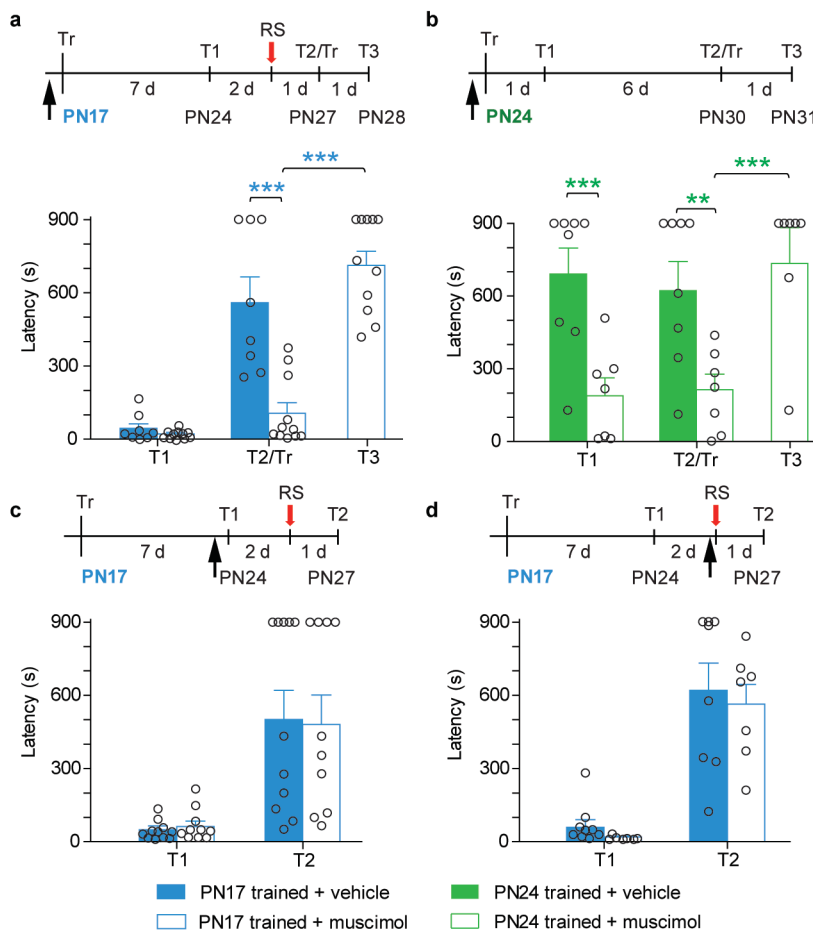 a
RS
Tr
T1
T2/Tr
T3
7 d
2 d
1 d
1 d
PN17
PN24
PN27
PN28
***
***
900
600
300
0
Latency (s)
T1
T2/Tr
T3
b
Tr
T1
T2/Tr
T3
1 d
6 d
1 d
PN24
PN30
PN31
***
***
**
900
600
300
0
Latency (s)
T1
T2/Tr
T3
c
RS
Tr
T1
T2
7 d
2 d
1 d
PN17
PN24
PN27
900
600
300
0
Latency (s)
T1
T2
d
RS
Tr
T1
T2
7 d
2 d
1 d
PN17
PN24
PN27
900
600
300
0
Latency (s)
T1
T2
PN17 trained + vehicle
PN17 trained + muscimol
PN24 trained + vehicle
PN24 trained + muscimol